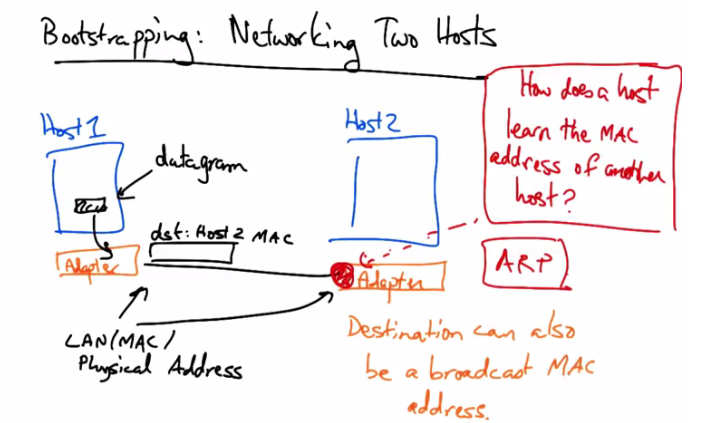 Bootstrapping: Networking Two Hosts
How does a host
learn the MAC
address of another
host?
Host 1
Host 2
datagram
dst: Host 2 MAC
Adapter
Adapter
ARP
LAN/MAC/
Physical Address
Destination can also
be a broadcast MAC
address.